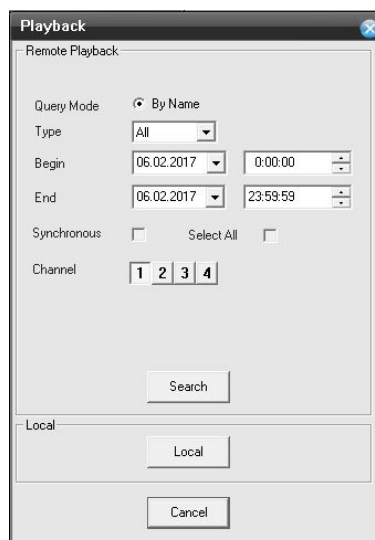 Playback
Remote Playback
Query Mode By Name
Type All
Begin 06.02.2017 0:00:00
End 06.02.2017 23:59:59
Synchronous Select All
Channel 1 2 3 4
Search
Local
Local
Cancel